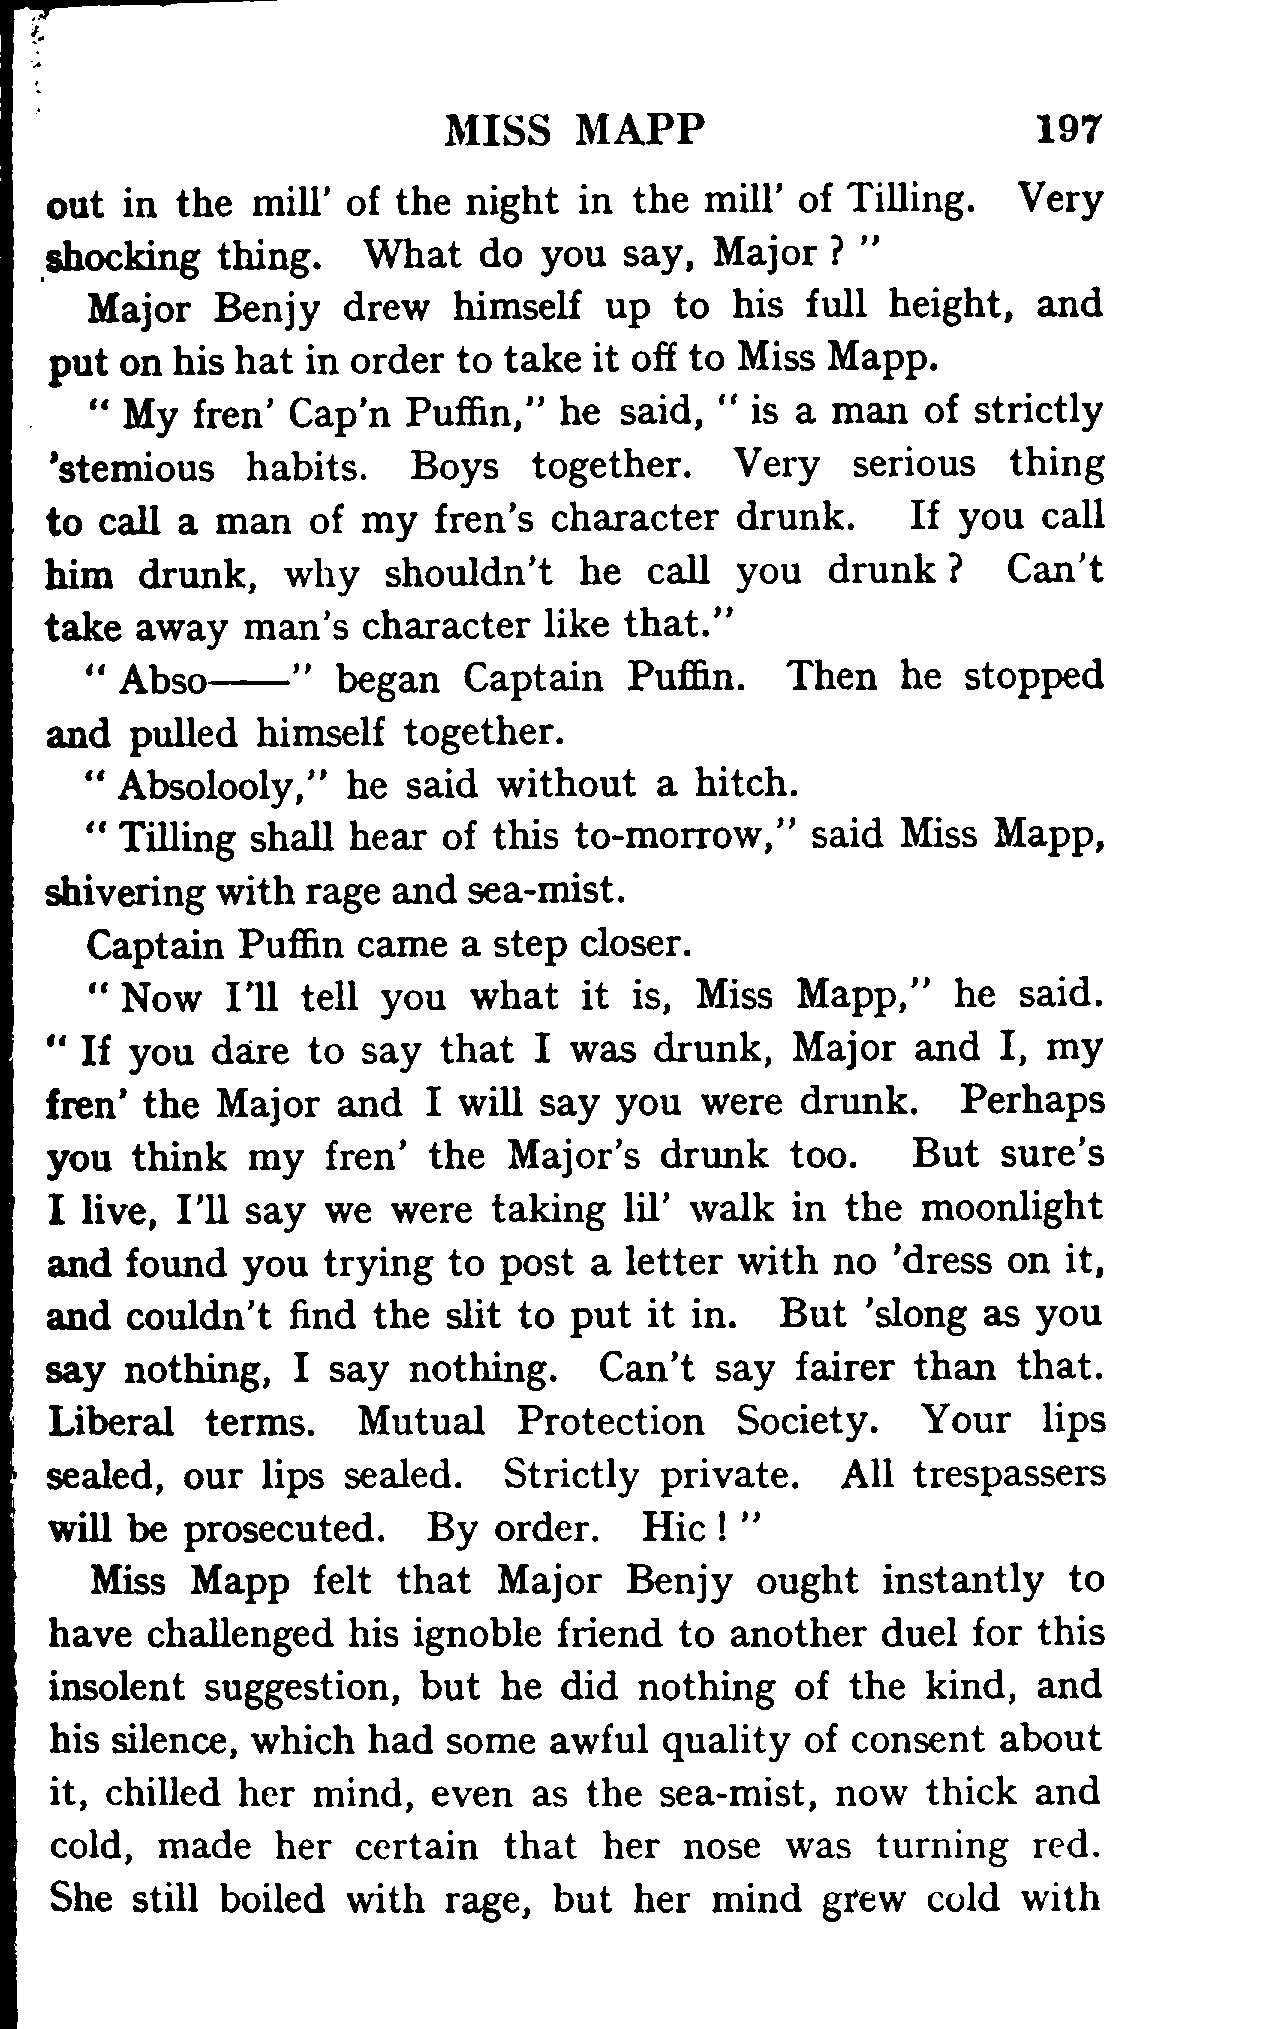 MISS MAPP 197
out in the mill' of the night in the mill' of Tilling. Very
shocking thing. What do you say, Major ? "
Major Benjy drew himself up to his full height, and
put on his hat in order to take it off to Miss Mapp.
" My fren' Cap'n Puffin," he said, " is a man of strictly
'stemious habits. Boys together. Very serious thing
to call a man of my fren's character drunk. If you call
him drunk, why shouldn't he call you drunk ? Can't
take away man's character like that."
" Abso——" began Captain Puffin. Then he stopped
and pulled himself together.
" Absolooly," he said without a hitch.
" Tilling shall hear of this to-morrow," said Miss Mapp,
shivering with rage and sea-mist.
Captain Puffin came a step closer.
" Now I'll tell you what it is, Miss Mapp," he said.
" If you dare to say that I was drunk, Major and I, my
fren' the Major and I will say you were drunk. Perhaps
you think my fren' the Major's drunk too. But sure's
I live, I'll say we were taking lil' walk in the moonlight
and found you trying to post a letter with no 'dress on it,
and couldn't find the slit to put it in. But 'slong as you
say nothing, I say nothing. Can't say fairer than that.
Liberal terms. Mutual Protection Society. Your lips
sealed, our lips sealed. Strictly private. All trespassers
will be prosecuted. By order. Hic ! "
Miss Mapp felt that Major Benjy ought instantly to
have challenged his ignoble friend to another duel for this
insolent suggestion, but he did nothing of the kind, and
his silence, which had some awful quality of consent about
it, chilled her mind, even as the sea-mist, now thick and
cold, made her certain that her nose was turning red.
She still boiled with rage, but her mind grew cold with